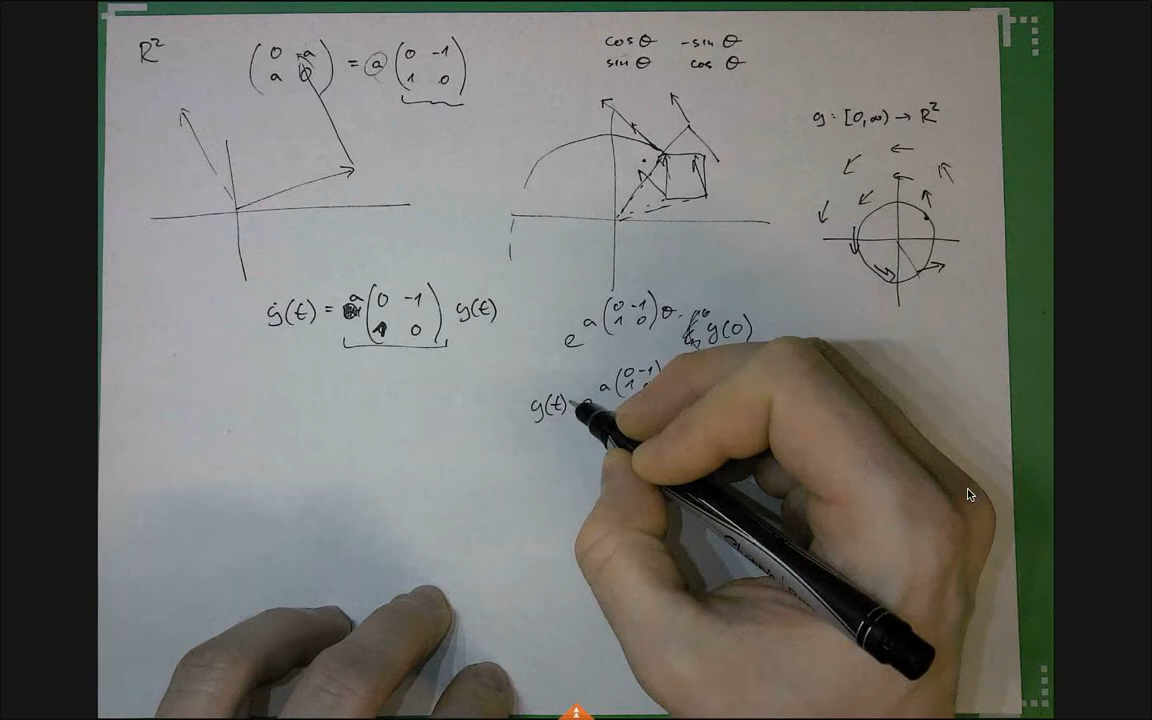 R²
( 0 -a ) = a ( 0 -1 )
( a 0 ) ( 1 0 )
cos θ -sin θ
sin θ cos θ
g : [0,∞) → R²
ġ(t) = a ( 0 -1 ) g(t)
( 1 0 )
e^{a ( 0 -1 ; 1 0 ) θ} · g(0)
g(t) = e^{a ( 0 -1 ; 1